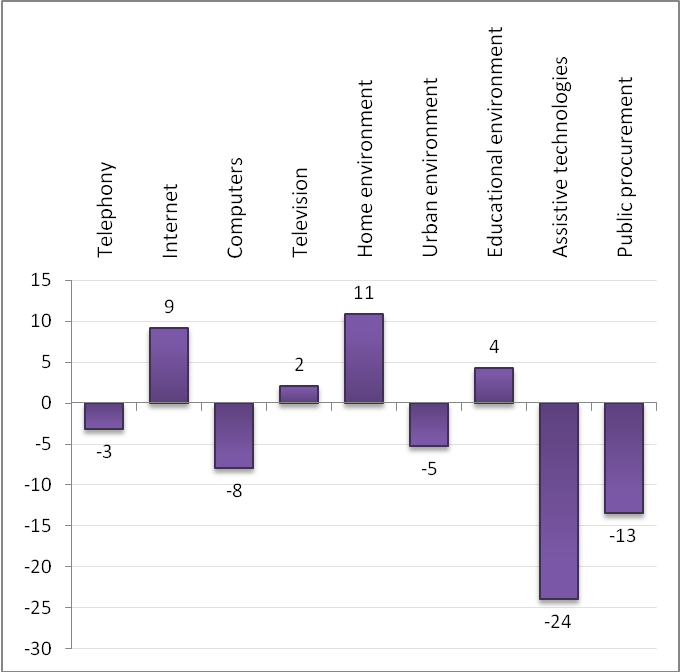 Telephony
Internet
Computers
Television
Home environment
Urban environment
Educational environment
Assistive technologies
Public procurement
15
10
5
0
-5
-10
-15
-20
-25
-30
-3
9
-8
2
11
-5
4
-24
-13